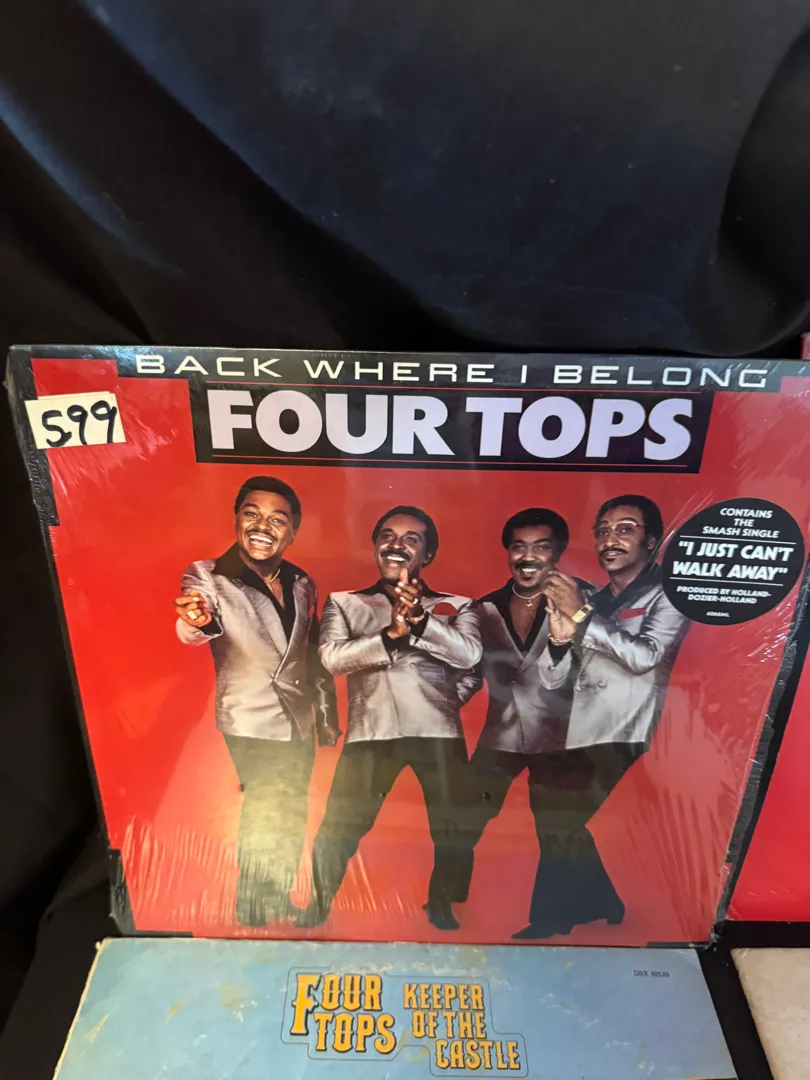 BACK WHERE I BELONG
FOUR TOPS
599
CONTAINS
THE
SMASH SINGLE
"I JUST CAN'T
WALK AWAY"
PRODUCED BY HOLLAND-
DOZIER-HOLLAND
FOUR
TOPS
KEEPER
OF THE
CASTLE